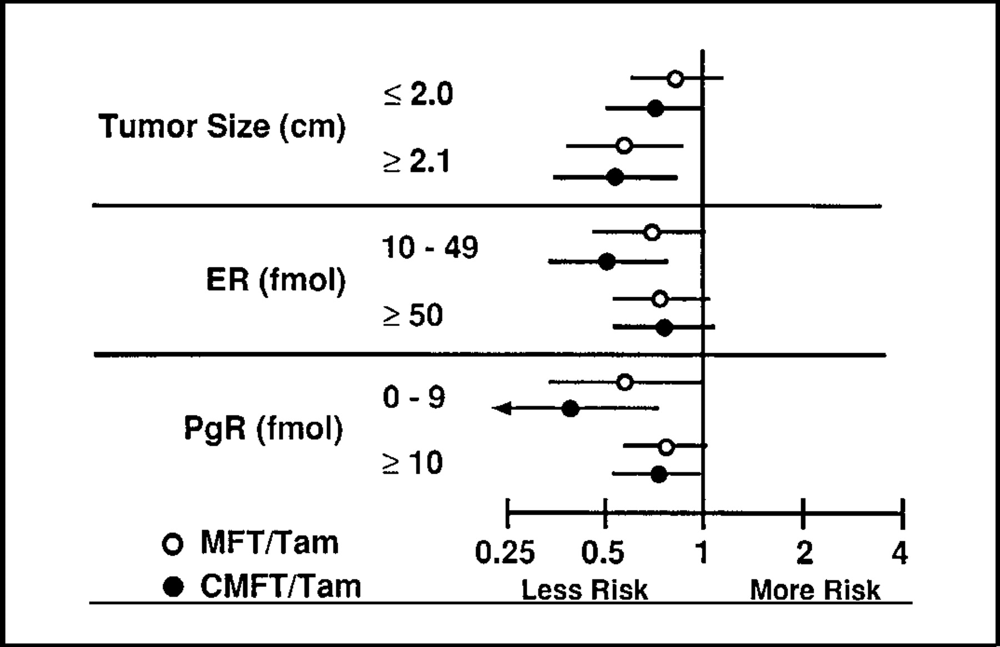 ≤ 2.0
Tumor Size (cm)
≥ 2.1
10 - 49
ER (fmol)
≥ 50
0 - 9
PgR (fmol)
≥ 10
MFT/Tam
CMFT/Tam
0.25 0.5 1 2 4
Less Risk More Risk